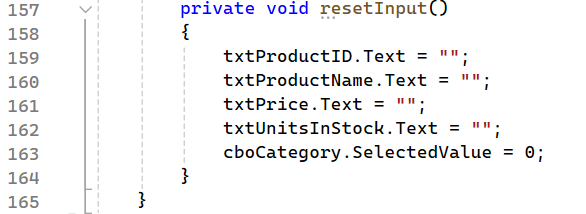 157 private void resetInput()
158 {
159 txtProductID.Text = "";
160 txtProductName.Text = "";
161 txtPrice.Text = "";
162 txtUnitsInStock.Text = "";
163 cboCategory.SelectedValue = 0;
164 }
165 }